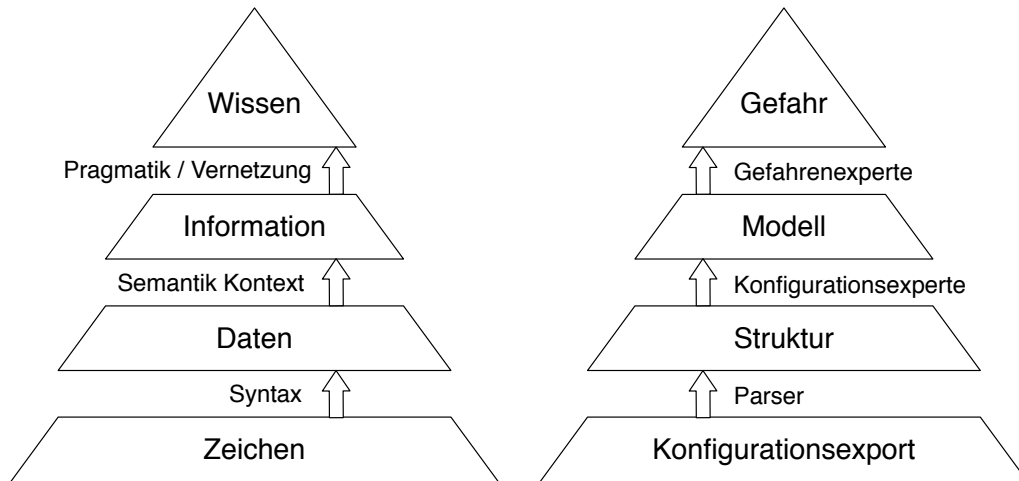 Wissen
Pragmatik / Vernetzung
Information
Semantik Kontext
Daten
Syntax
Zeichen
Gefahr
Gefahrenexperte
Modell
Konfigurationsexperte
Struktur
Parser
Konfigurationsexport